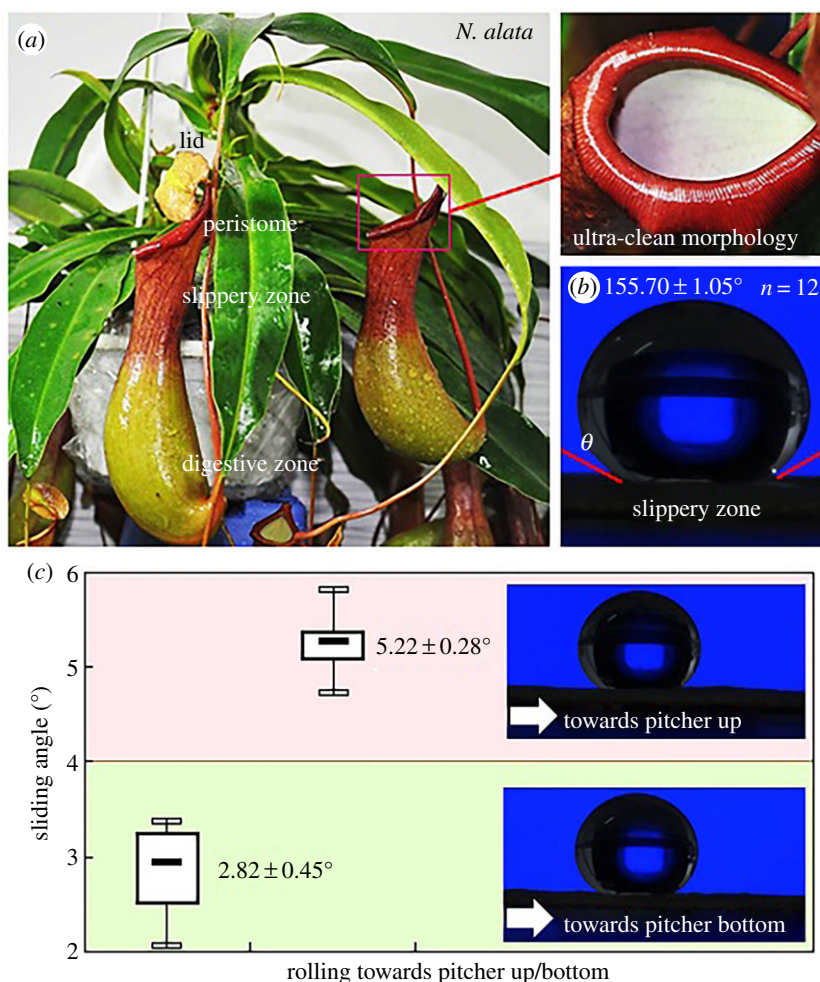 (a)
N. alata
lid
peristome
slippery zone
digestive zone
ultra-clean morphology
(b) 155.70 ± 1.05° n = 12
θ
slippery zone
(c)
6
5
4
3
2
sliding angle (°)
5.22 ± 0.28°
towards pitcher up
2.82 ± 0.45°
towards pitcher bottom
rolling towards pitcher up/bottom